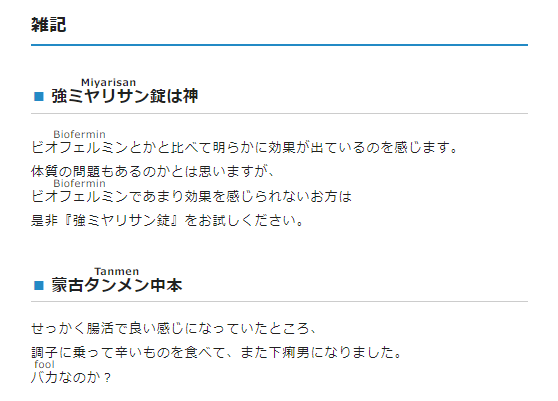 雑記
Miyarisan
強ミヤリサン錠は神
Biofermin
ビオフェルミンとかと比べて明らかに効果が出ているのを感じます。
体質の問題もあるのかとは思いますが、
Biofermin
ビオフェルミンであまり効果を感じられないお方は
是非『強ミヤリサン錠』をお試しください。
Tanmen
蒙古タンメン中本
せっかく腸活で良い感じになっていたところ、
調子に乗って辛いものを食べて、また下痢男になりました。
fool
バカなのか？